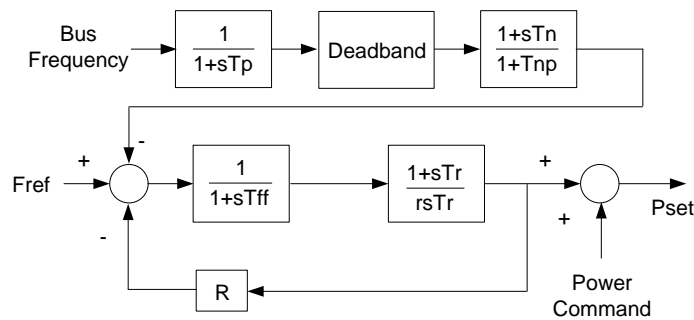 Bus
Frequency
1
1+sTp
Deadband
1+sTn
1+Tnp
-
+
Fref
-
1
1+sTff
1+sTr
rsTr
+
+
Pset
R
Power
Command